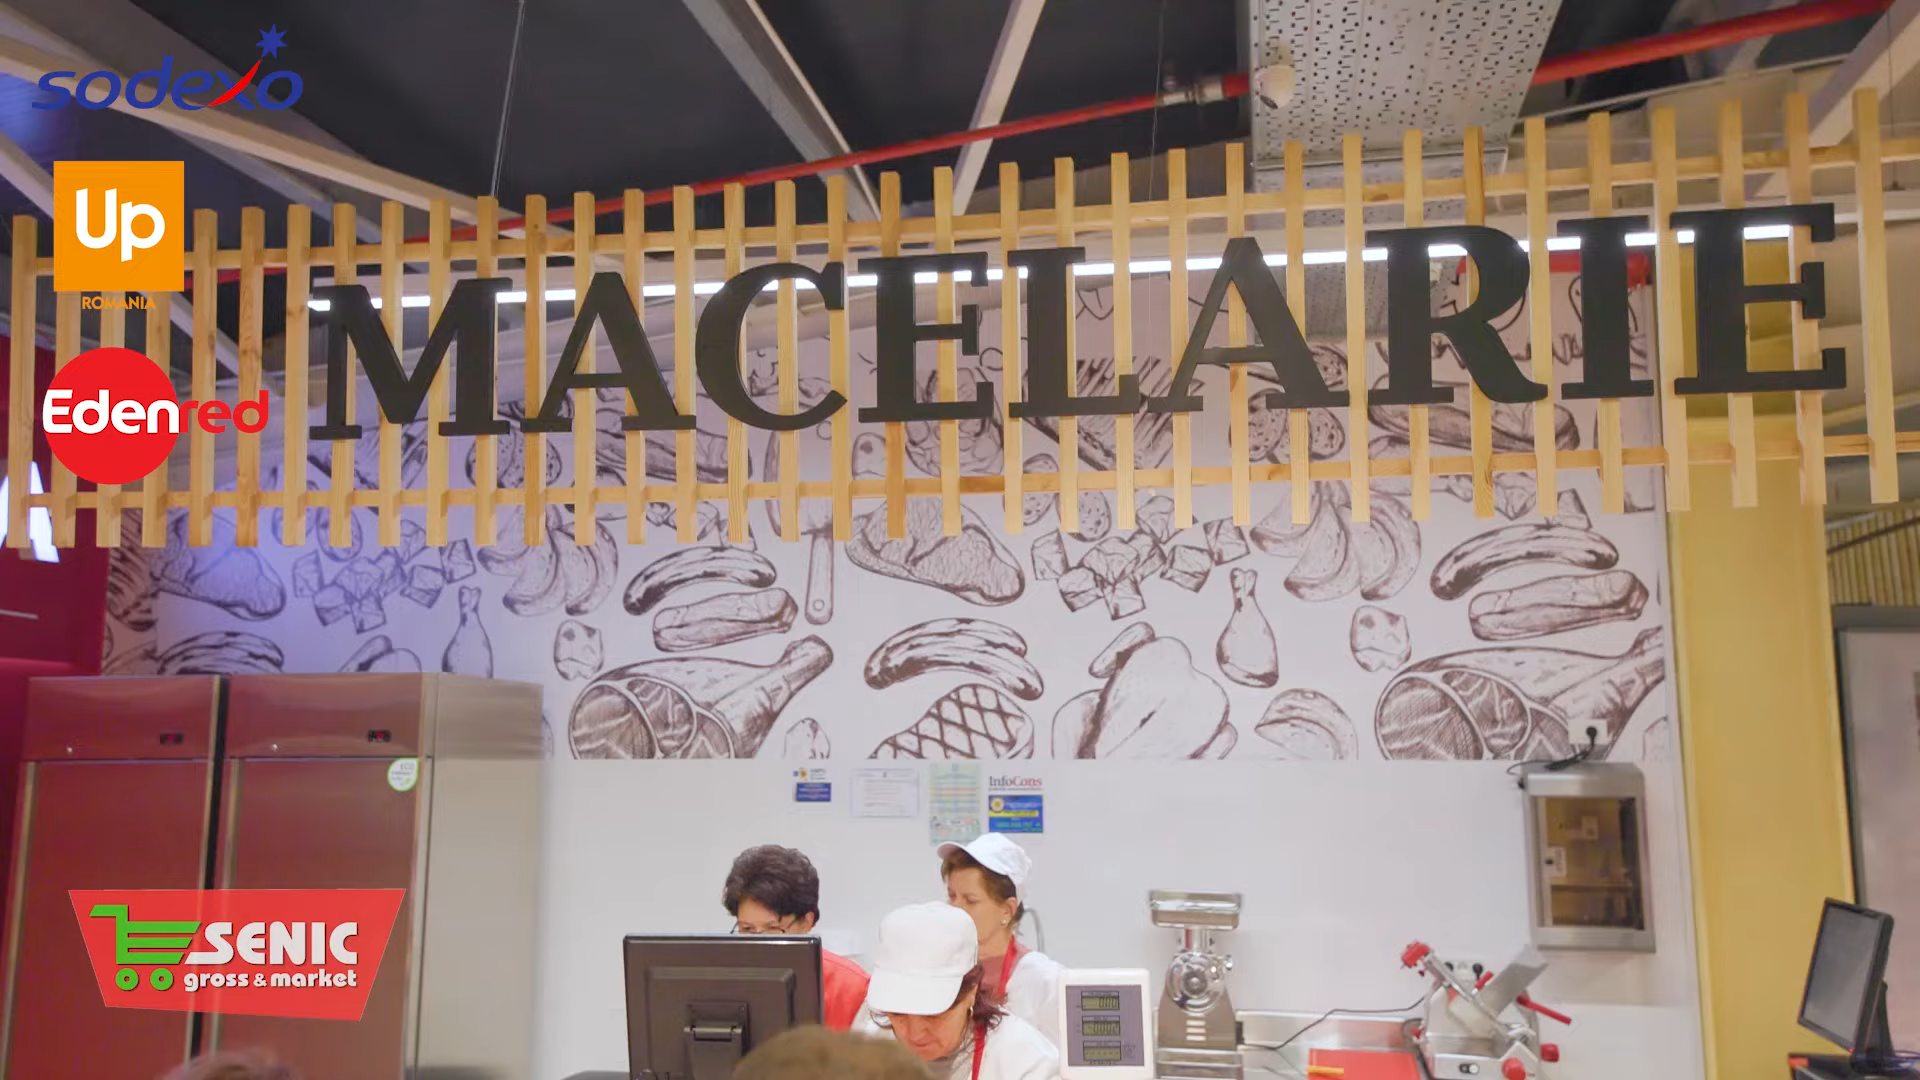 sodexo
Up
ROMANIA
Edenred
MACELARIE
A
InfoCons
SENIC
gross & market